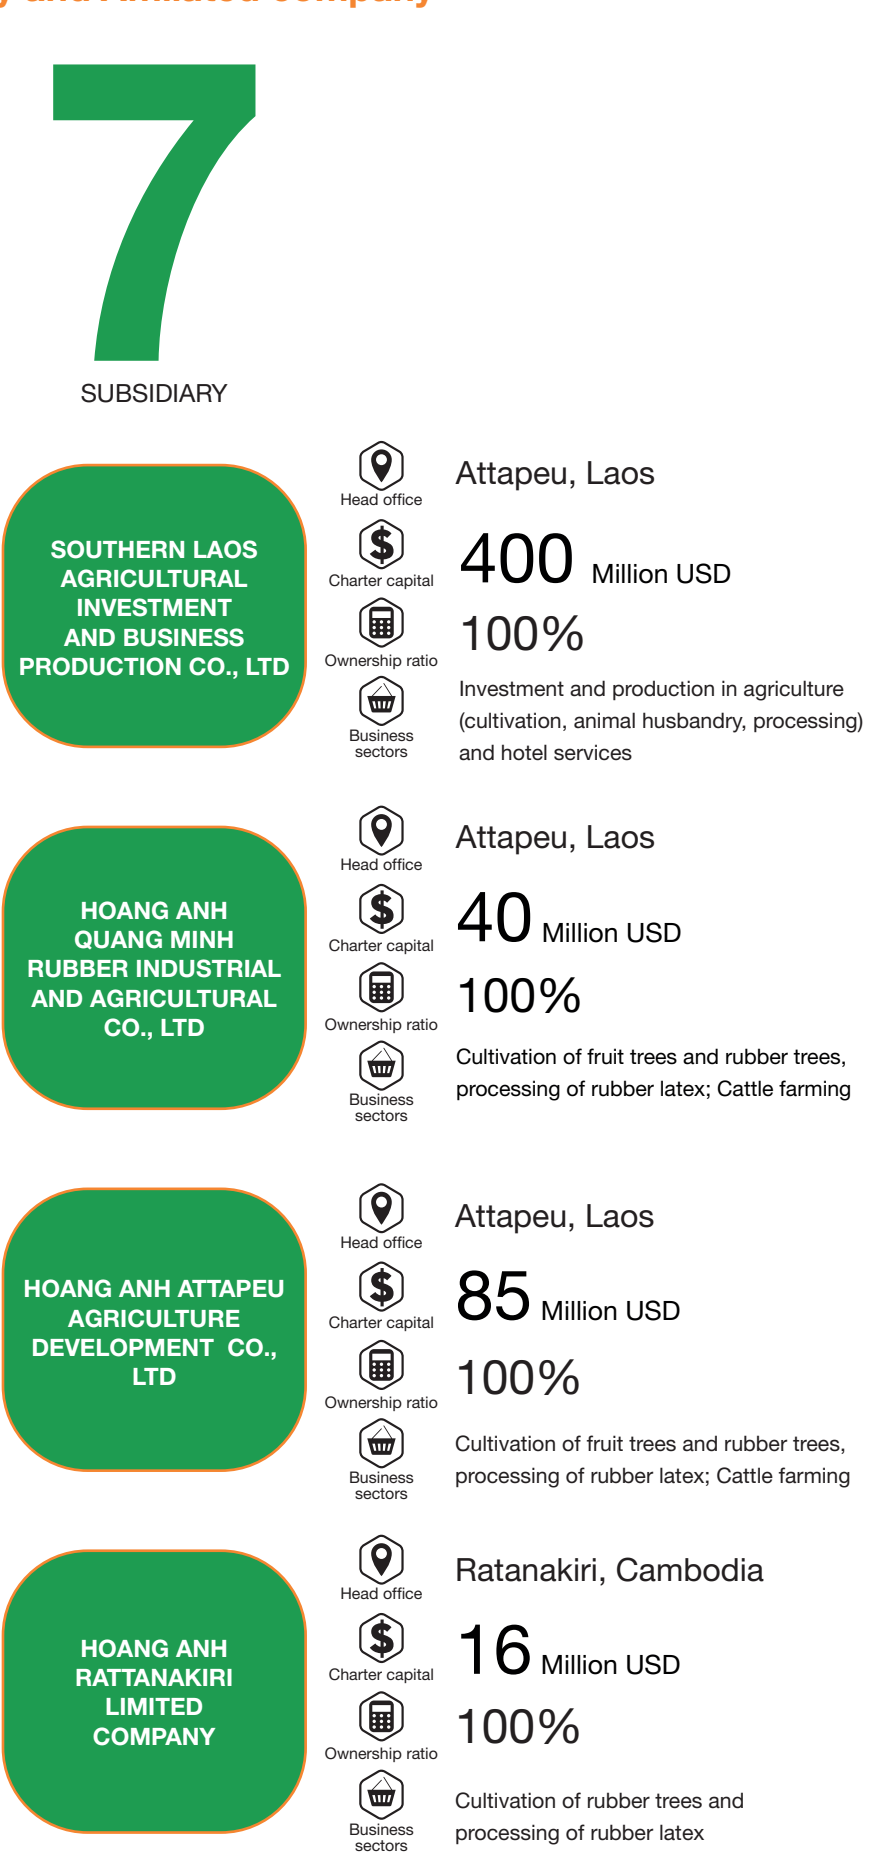 and Affiliated Company
7
SUBSIDIARY
SOUTHERN LAOS
AGRICULTURAL
INVESTMENT
AND BUSINESS
PRODUCTION CO., LTD
Head office
Attapeu, Laos
Charter capital
400 Million USD
Ownership ratio
100%
Business
sectors
Investment and production in agriculture
(cultivation, animal husbandry, processing)
and hotel services
HOANG ANH
QUANG MINH
RUBBER INDUSTRIAL
AND AGRICULTURAL
CO., LTD
Head office
Attapeu, Laos
Charter capital
40 Million USD
Ownership ratio
100%
Business
sectors
Cultivation of fruit trees and rubber trees,
processing of rubber latex; Cattle farming
HOANG ANH ATTAPEU
AGRICULTURE
DEVELOPMENT CO.,
LTD
Head office
Attapeu, Laos
Charter capital
85 Million USD
Ownership ratio
100%
Business
sectors
Cultivation of fruit trees and rubber trees,
processing of rubber latex; Cattle farming
HOANG ANH
RATTANAKIRI
LIMITED
COMPANY
Head office
Ratanakiri, Cambodia
Charter capital
16 Million USD
Ownership ratio
100%
Business
sectors
Cultivation of rubber trees and
processing of rubber latex